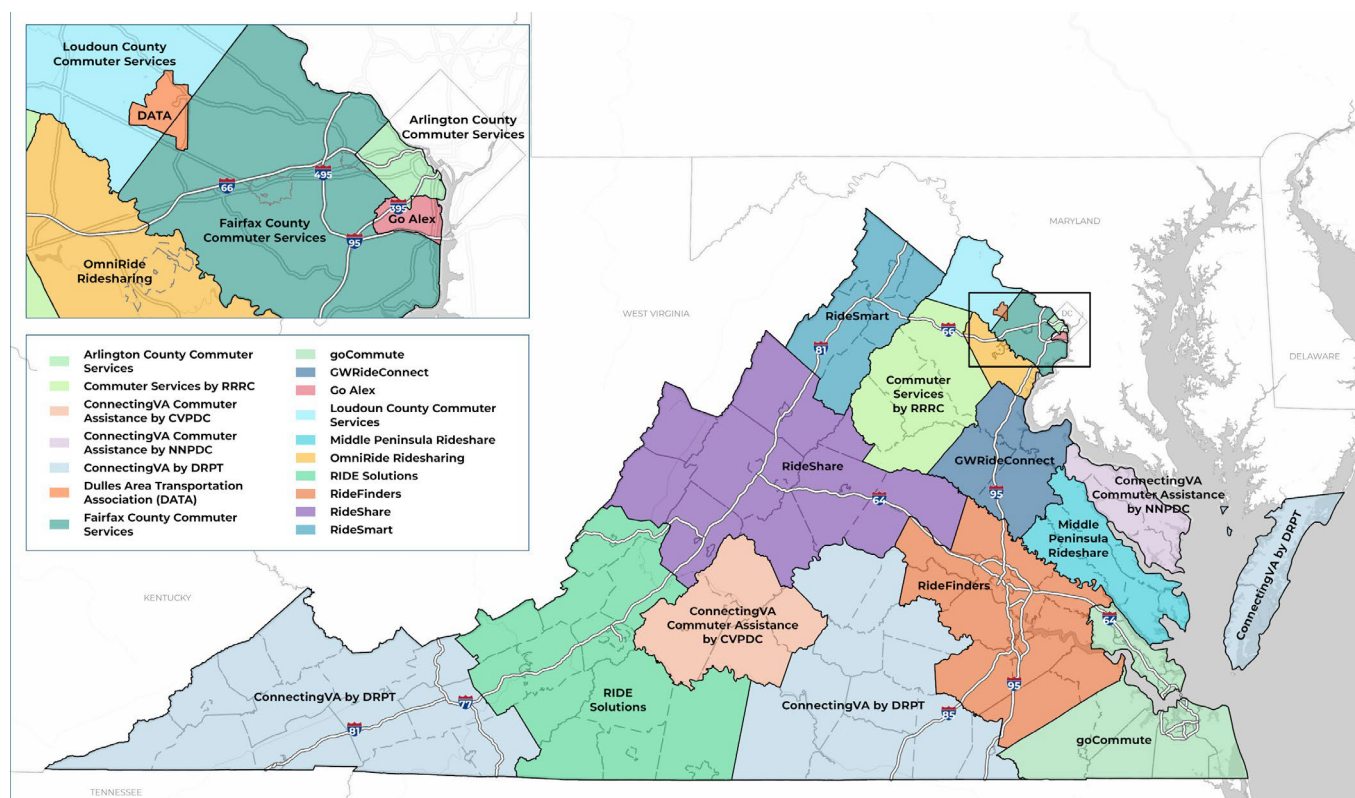 Loudoun County
Commuter Services
DATA
Arlington County
Commuter Services
495
66
395
Go Alex
Fairfax County
Commuter Services
95
OmniRide
Ridesharing
Arlington County Commuter
Services
Commuter Services by RRRC
ConnectingVA Commuter
Assistance by CVPDC
ConnectingVA Commuter
Assistance by NNPDC
ConnectingVA by DRPT
Dulles Area Transportation
Association (DATA)
Fairfax County Commuter
Services
goCommute
GWRideConnect
Go Alex
Loudoun County Commuter
Services
Middle Peninsula Rideshare
OmniRide Ridesharing
RIDE Solutions
RideFinders
RideShare
RideSmart
MARYLAND
WEST VIRGINIA
DC
DELAWARE
RideSmart
66
81
Commuter
Services
by RRRC
RideShare
GWRideConnect
64
95
ConnectingVA
Commuter Assistance
by NNPDC
Middle
Peninsula
Rideshare
ConnectingVA by DRPT
KENTUCKY
RideFinders
ConnectingVA
Commuter Assistance
by CVPDC
64
ConnectingVA by DRPT
77
81
RIDE
Solutions
ConnectingVA by DRPT
85
95
goCommute
TENNESSEE